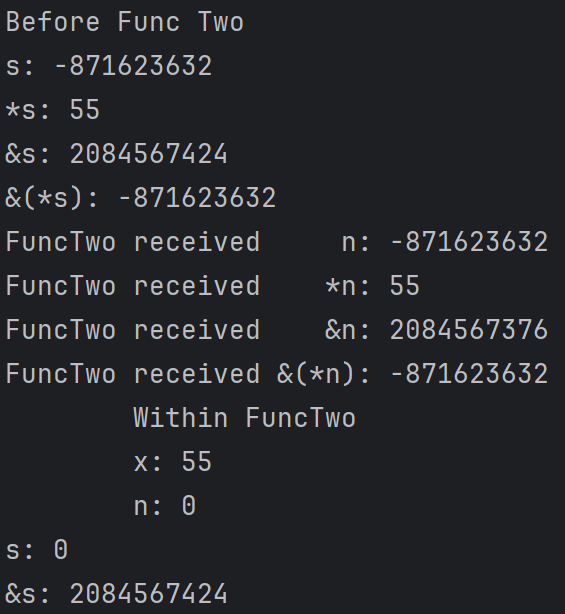 Before Func Two
s: -871623632
*s: 55
&s: 2084567424
&(*s): -871623632
FuncTwo received     n: -871623632
FuncTwo received    *n: 55
FuncTwo received    &n: 2084567376
FuncTwo received &(*n): -871623632
        Within FuncTwo
        x: 55
        n: 0
s: 0
&s: 2084567424